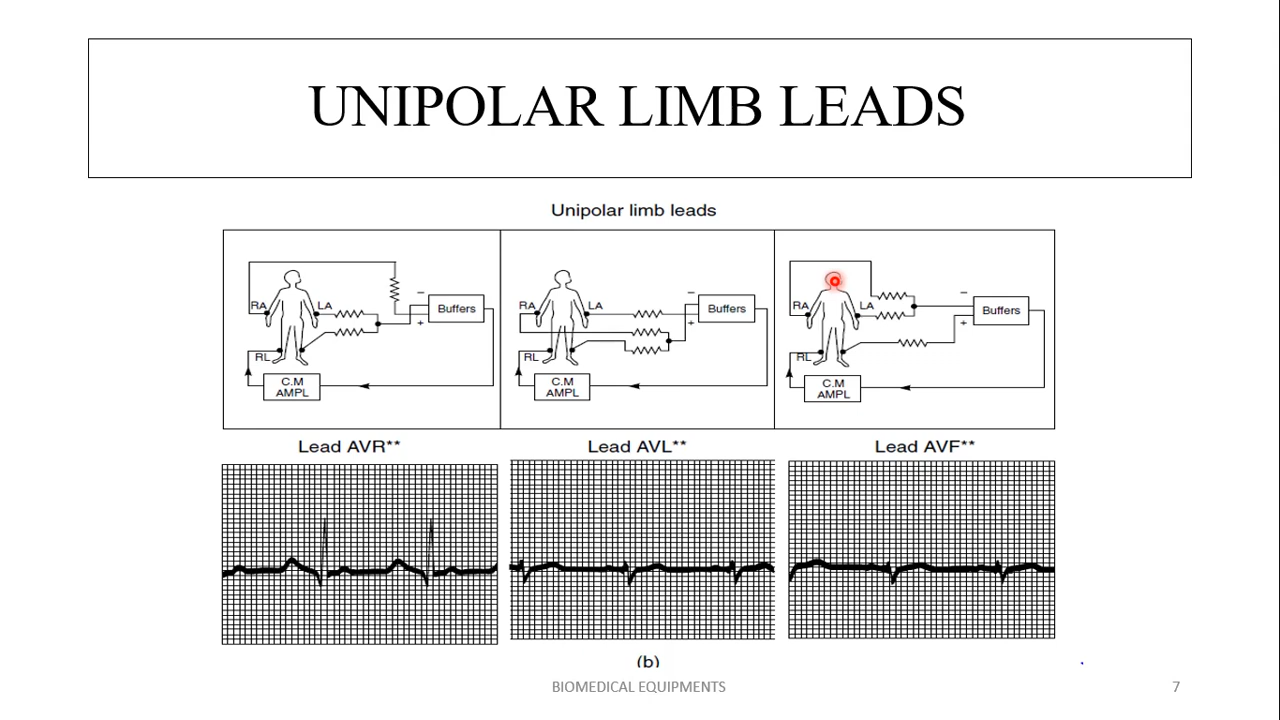 UNIPOLAR LIMB LEADS
Unipolar limb leads
RA
LA
−
+
Buffers
RL
C.M
AMPL
RA
LA
−
+
Buffers
RL
C.M
AMPL
RA
LA
−
+
Buffers
RL
C.M
AMPL
Lead AVR**
Lead AVL**
Lead AVF**
(b)
BIOMEDICAL EQUIPMENTS
7